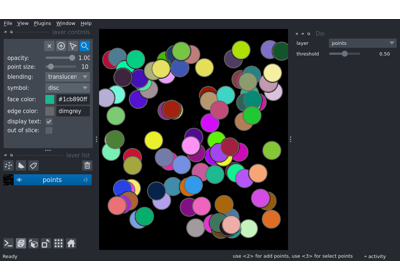 File View Plugins Window Help
layer controls
opacity: 1.00
point size: 10
blending: translucen
symbol: disc
face color: #1cb890ff
edge color: dimgrey
display text:
out of slice:
layer list
points
Do
layer points
threshold 0.50
Ready use <2> for add points, use <3> for select points activity